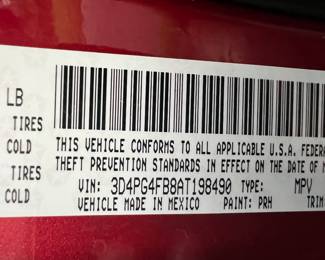 LB
TIRES
COLD THIS VEHICLE CONFORMS TO ALL APPLICABLE U.S.A. FEDERA
TIRES THEFT PREVENTION STANDARDS IN EFFECT ON THE DATE OF M
COLD VIN: 3D4PG4FB8AT198490 TYPE: MPV
VEHICLE MADE IN MEXICO PAINT: PRH TRIM